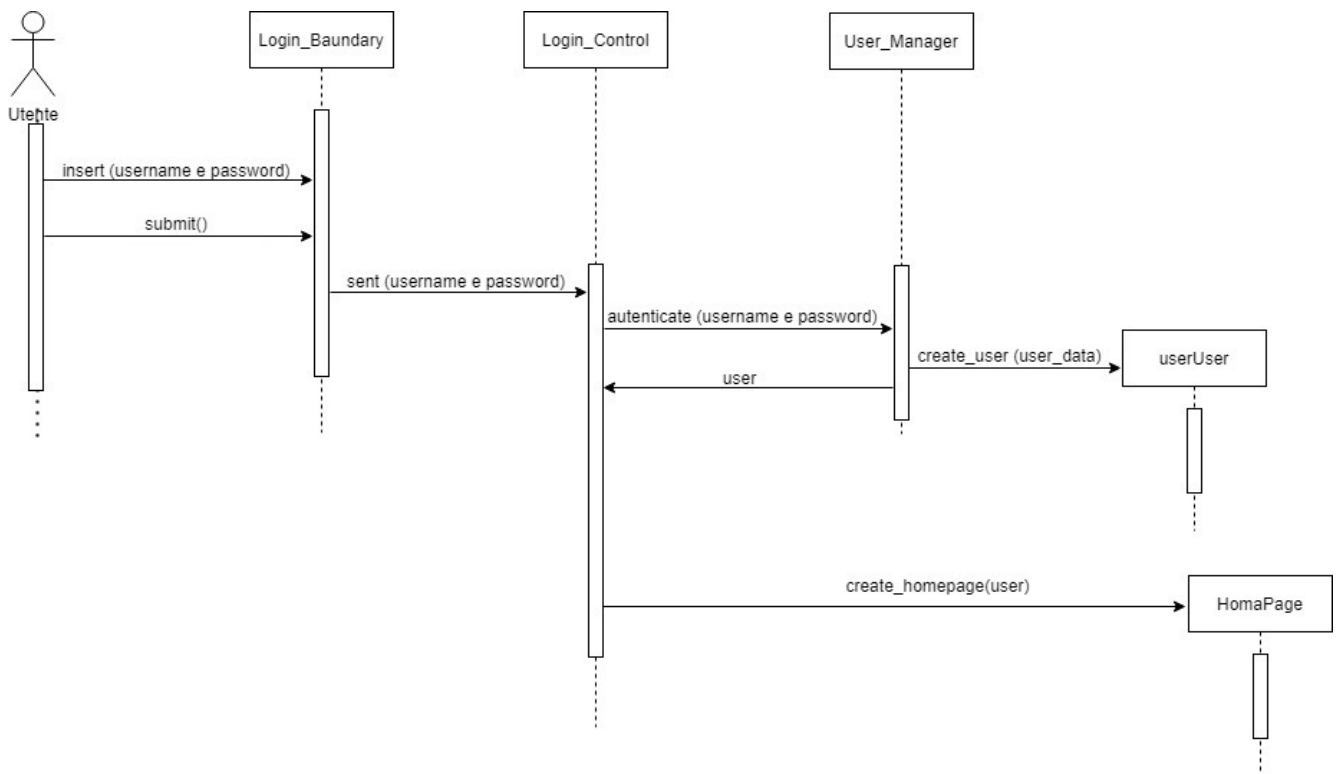 Login_Baundary
Login_Control
User_Manager
Utente
insert (username e password)
submit()
sent (username e password)
autenticate (username e password)
create_user (user_data)
userUser
user
create_homepage(user)
HomaPage